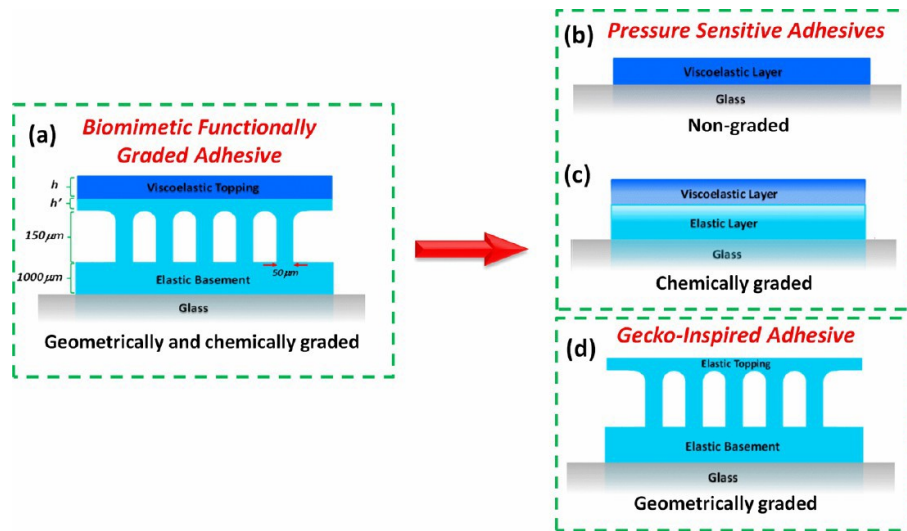 (a)
Biomimetic Functionally
Graded Adhesive
h
Viscoelastic Topping
h'
150μm
50μm
1000μm
Elastic Basement
Glass
Geometrically and chemically graded
(b)
Pressure Sensitive Adhesives
Viscoelastic Layer
Glass
Non-graded
(c)
Viscoelastic Layer
Elastic Layer
Glass
Chemically graded
(d)
Gecko-Inspired Adhesive
Elastic Topping
Elastic Basement
Glass
Geometrically graded